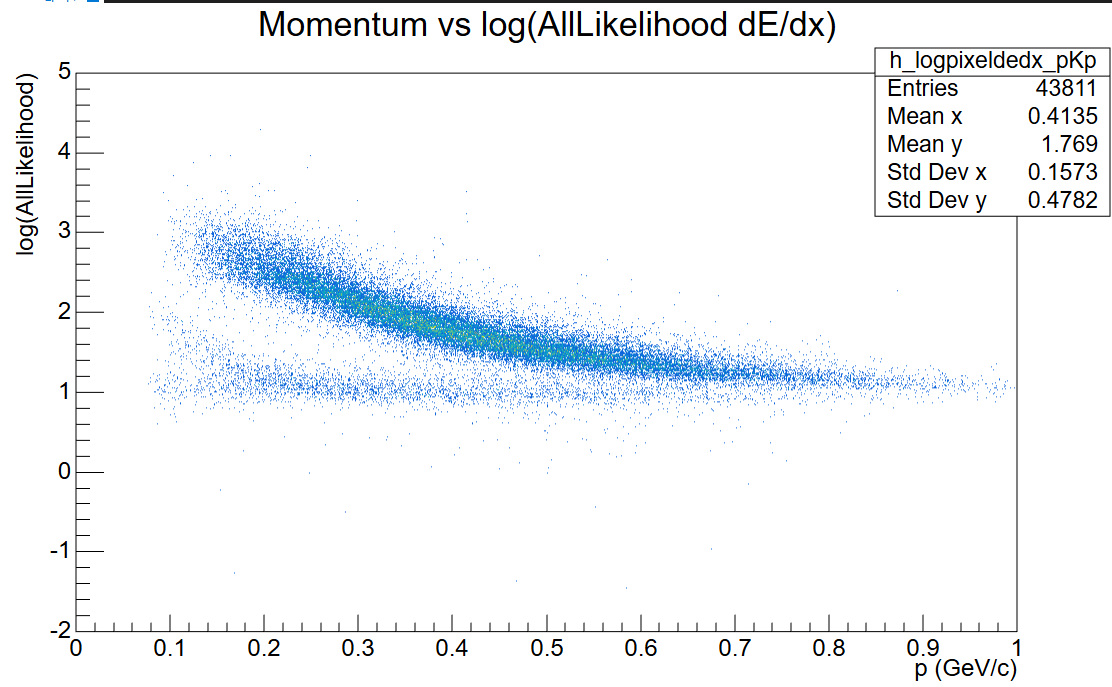 Momentum vs log(AllLikelihood dE/dx)
h_logpixeldedx_pKp
Entries 43811
Mean x 0.4135
Mean y 1.769
Std Dev x 0.1573
Std Dev y 0.4782
log(AllLikelihood)
5
4
3
2
1
0
-1
-2
0 0.1 0.2 0.3 0.4 0.5 0.6 0.7 0.8 0.9 1
p (GeV/c)